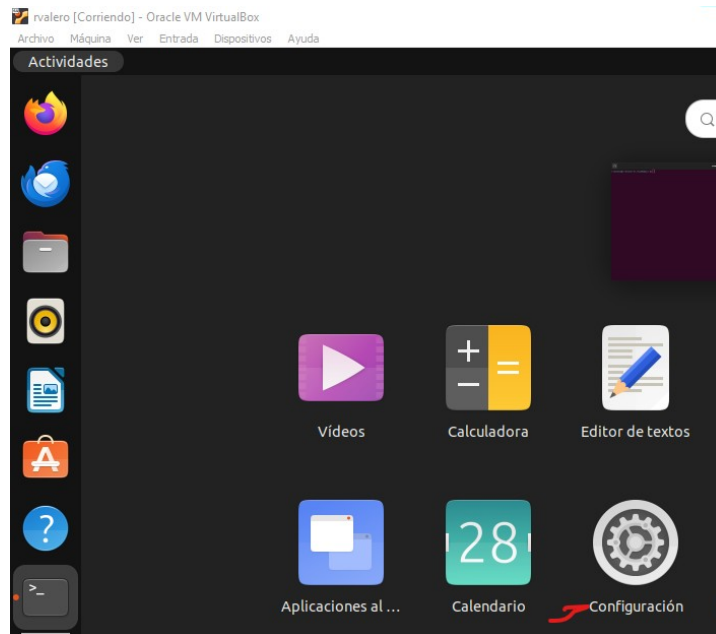 rvalero [Corriendo] - Oracle VM VirtualBox
Archivo Máquina Ver Entrada Dispositivos Ayuda
Actividades
Vídeos Calculadora Editor de textos
28
Aplicaciones al ... Calendario Configuración